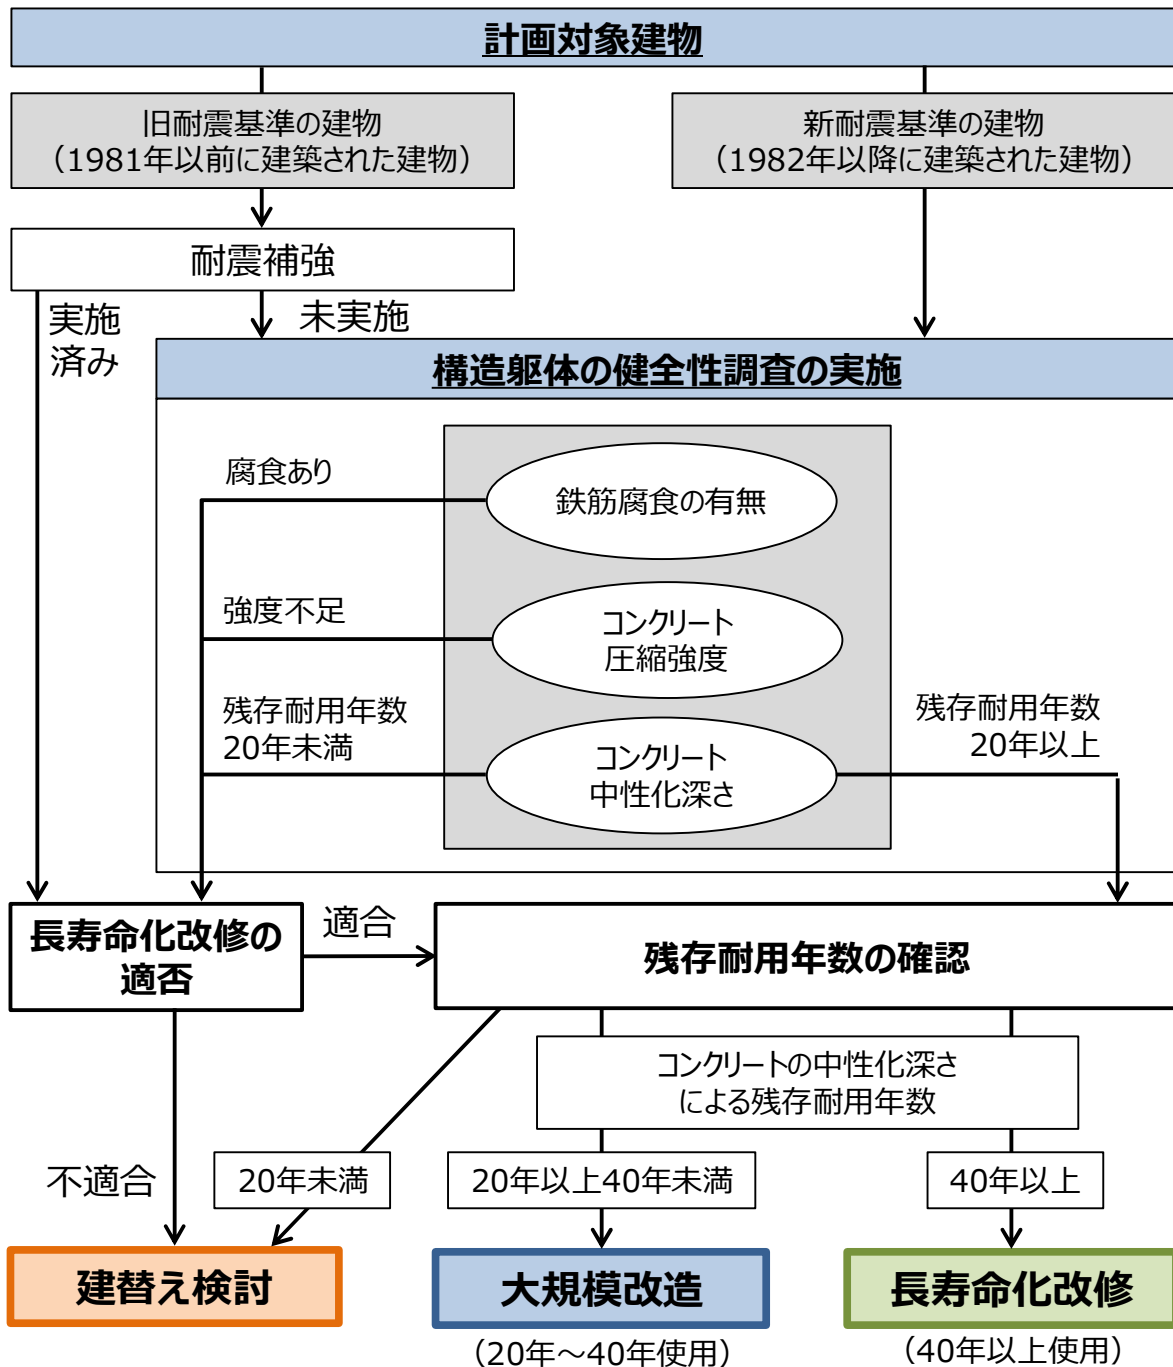 計画対象建物
旧耐震基準の建物
（1981年以前に建築された建物）
新耐震基準の建物
（1982年以降に建築された建物）
耐震補強
実施
済み
未実施
構造躯体の健全性調査の実施
腐食あり
鉄筋腐食の有無
強度不足
コンクリート
圧縮強度
残存耐用年数
20年未満
コンクリート
中性化深さ
残存耐用年数
20年以上
長寿命化改修の
適否
適合
残存耐用年数の確認
コンクリートの中性化深さ
による残存耐用年数
不適合
20年未満
20年以上40年未満
40年以上
建替え検討
大規模改造
長寿命化改修
（20年～40年使用）
（40年以上使用）